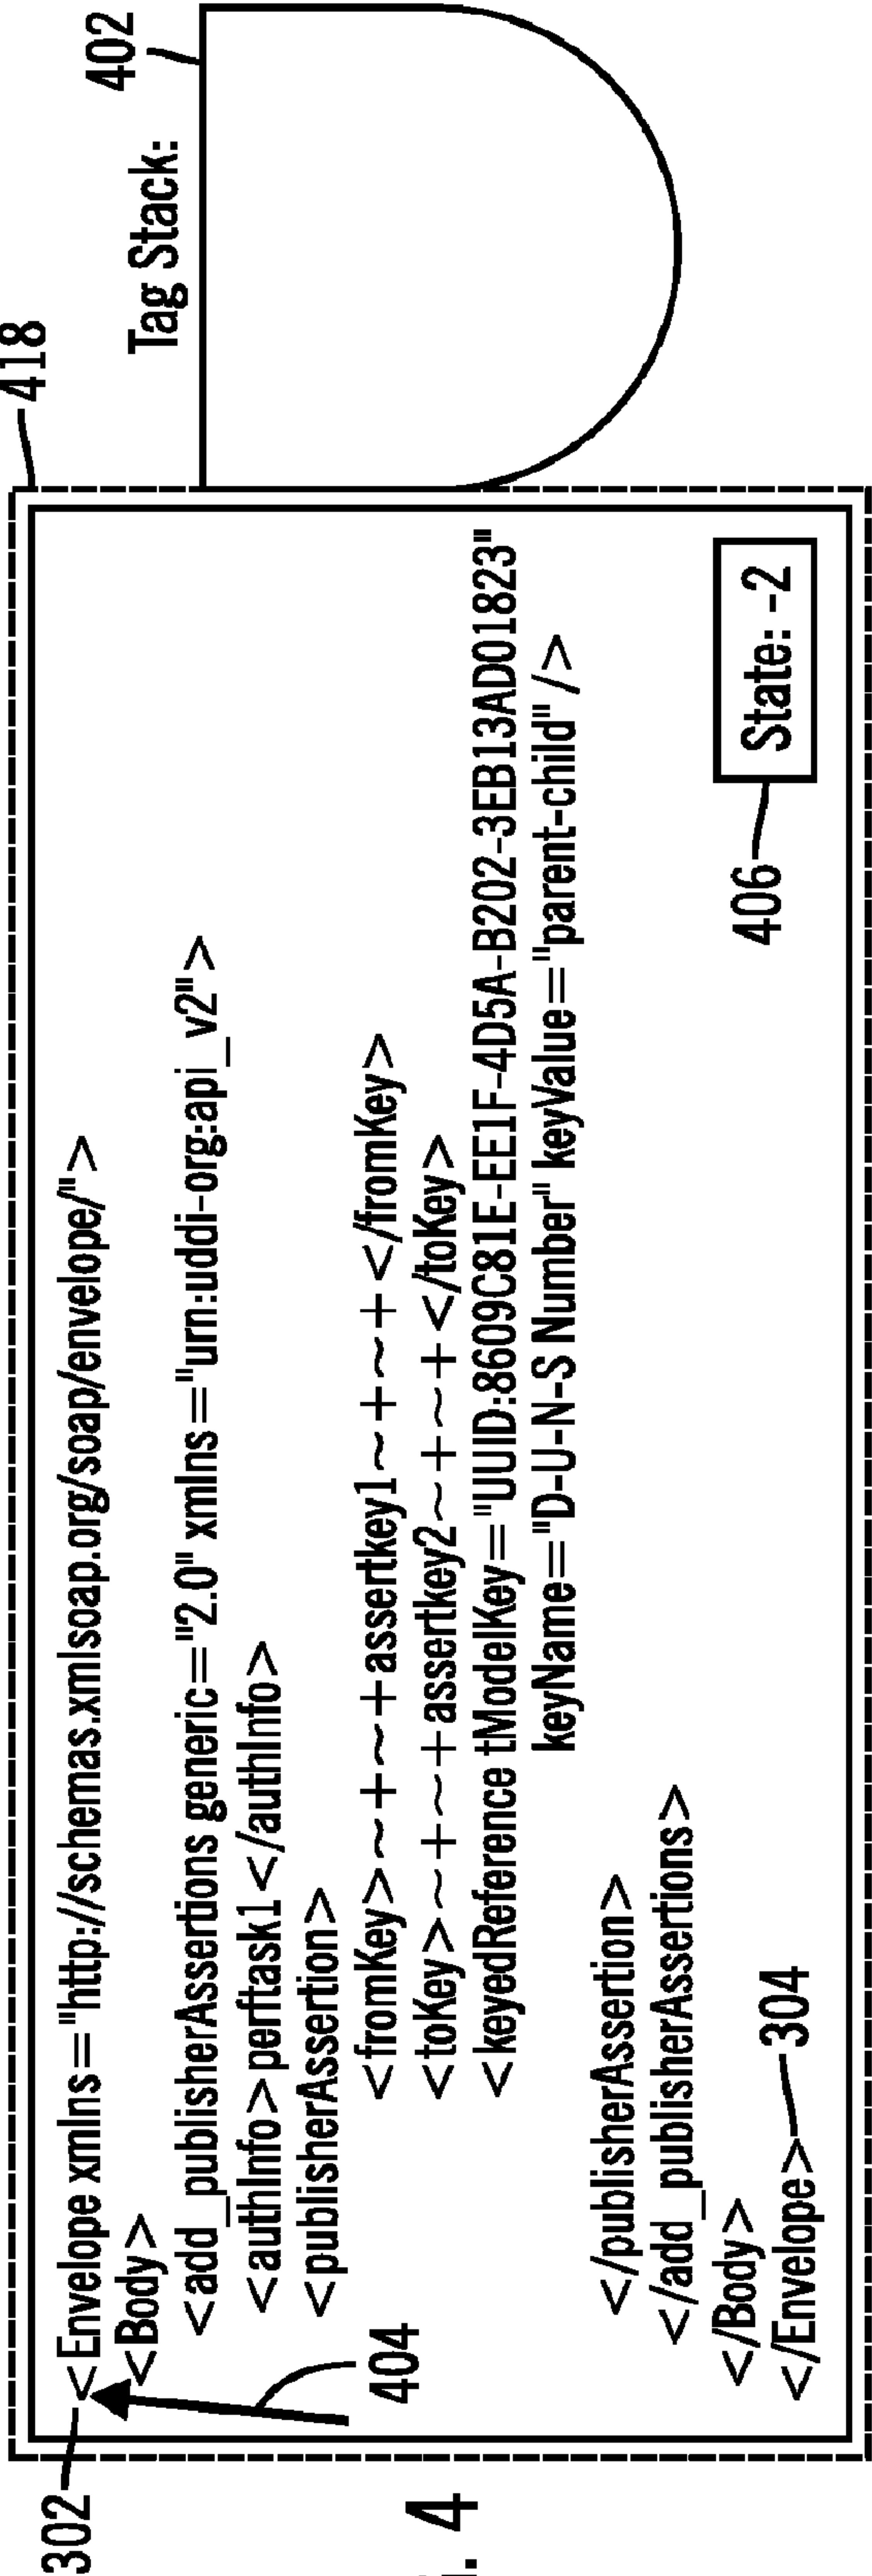 418
302
<Envelope xmlns="http://schemas.xmlsoap.org/soap/envelope/">
<Body>
<add_publisherAssertions generic="2.0" xmlns="urn:uddi-org:api_v2">
<authInfo>perftask1</authInfo>
<publisherAssertion>
<fromKey>~+~+assertkey1~+~+</fromKey>
<toKey>~+~+assertkey2~+~+</toKey>
<keyedReference tModelKey="UUID:8609C81E-EE1F-4D5A-B202-3EB13AD01823"
keyName="D-U-N-S Number" keyValue="parent-child"/>
</publisherAssertion>
</add_publisherAssertions>
</Body>
</Envelope>
304
404
406
State: -2
Tag Stack:
402
4